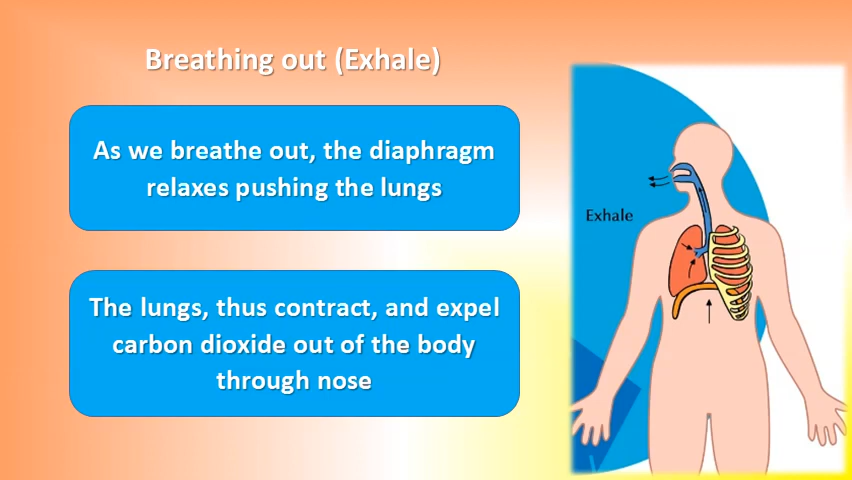 Breathing out (Exhale)
As we breathe out, the diaphragm
relaxes pushing the lungs
The lungs, thus contract, and expel
carbon dioxide out of the body
through nose
Exhale